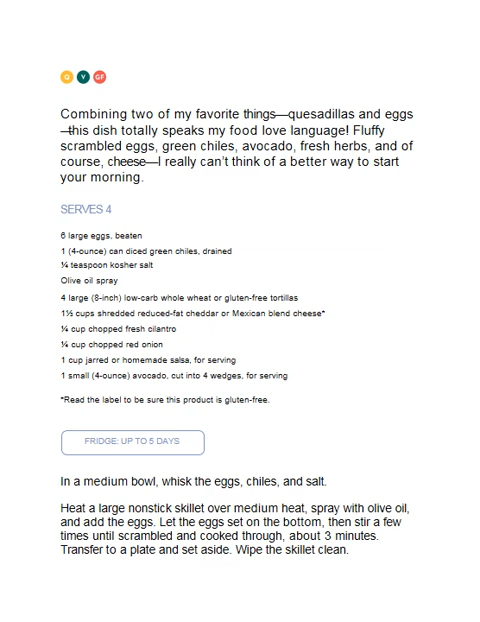 Q V GF
Combining two of my favorite things—quesadillas and eggs
—this dish totally speaks my food love language! Fluffy
scrambled eggs, green chiles, avocado, fresh herbs, and of
course, cheese—I really can't think of a better way to start
your morning.
SERVES 4
6 large eggs, beaten
1 (4-ounce) can diced green chiles, drained
¼ teaspoon kosher salt
Olive oil spray
4 large (8-inch) low-carb whole wheat or gluten-free tortillas
1½ cups shredded reduced-fat cheddar or Mexican blend cheese*
¼ cup chopped fresh cilantro
¼ cup chopped red onion
1 cup jarred or homemade salsa, for serving
1 small (4-ounce) avocado, cut into 4 wedges, for serving
*Read the label to be sure this product is gluten-free.
FRIDGE: UP TO 5 DAYS
In a medium bowl, whisk the eggs, chiles, and salt.
Heat a large nonstick skillet over medium heat, spray with olive oil,
and add the eggs. Let the eggs set on the bottom, then stir a few
times until scrambled and cooked through, about 3 minutes.
Transfer to a plate and set aside. Wipe the skillet clean.